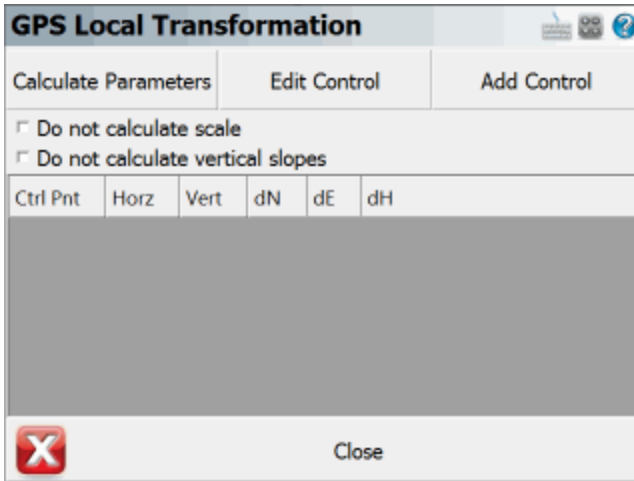 GPS Local Transformation
Calculate Parameters Edit Control Add Control
Do not calculate scale
Do not calculate vertical slopes
Ctrl Pnt Horz Vert dN dE dH
Close